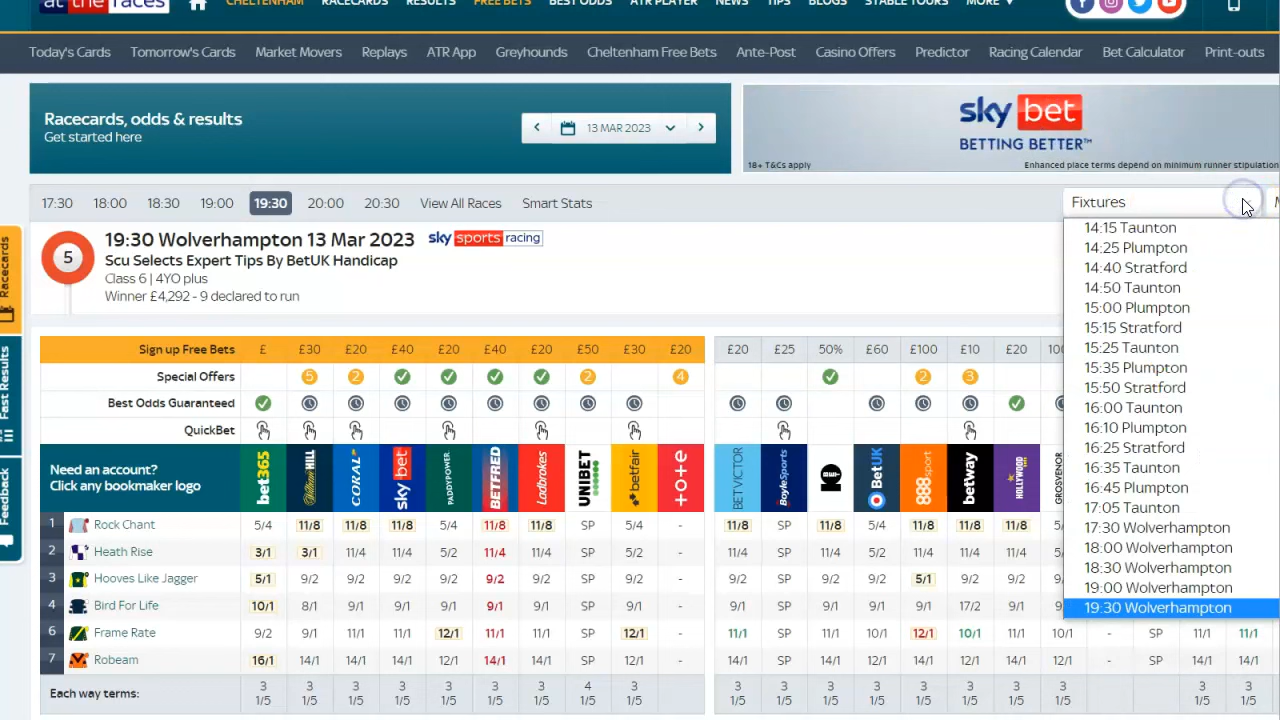 at the races
CHELTENHAM RACECARDS RESULTS FREE BETS BEST ODDS ATR PLAYER NEWS TIPS BLOGS STABLE TOURS MORE
Today's Cards Tomorrow's Cards Market Movers Replays ATR App Greyhounds Cheltenham Free Bets Ante-Post Casino Offers Predictor Racing Calendar Bet Calculator Print-outs
Racecards, odds & results
Get started here
13 MAR 2023
sky bet
BETTING BETTER™
18+ T&Cs apply
Enhanced place terms depend on minimum runner stipulation
17:30 18:00 18:30 19:00 19:30 20:00 20:30 View All Races Smart Stats
Fixtures
14:15 Taunton
14:25 Plumpton
14:40 Stratford
14:50 Taunton
15:00 Plumpton
15:15 Stratford
15:25 Taunton
15:35 Plumpton
15:50 Stratford
16:00 Taunton
16:10 Plumpton
16:25 Stratford
16:35 Taunton
16:45 Plumpton
17:05 Taunton
17:30 Wolverhampton
18:00 Wolverhampton
18:30 Wolverhampton
19:00 Wolverhampton
19:30 Wolverhampton
Racecards
Fast Results
Feedback
5
19:30 Wolverhampton 13 Mar 2023 sky sports racing
Scu Selects Expert Tips By BetUK Handicap
Class 6 | 4YO plus
Winner £4,292 - 9 declared to run
Sign up Free Bets £ £30 £20 £40 £20 £40 £20 £50 £30 £20 £20 £25 50% £60 £100 £10 £20 100
Special Offers 5 2 2 4 2 3
Best Odds Guaranteed
QuickBet
Need an account?
Click any bookmaker logo
bet365 William HILL CORAL sky bet PADDYPOWER BETFRED Ladbrokes UNIBET betfair tote BETVICTOR BoyleSports 10 BetUK 888sport betway HOLLYWOOD GROSVENOR
1 Rock Chant 5/4 11/8 11/8 11/8 5/4 11/8 11/8 SP 5/4 - 11/8 SP 11/8 5/4 11/8 11/8 11/8
2 Heath Rise 3/1 3/1 11/4 11/4 5/2 11/4 11/4 SP 5/2 - 11/4 SP 11/4 5/2 11/4 11/4 11/4
3 Hooves Like Jagger 5/1 9/2 9/2 9/2 9/2 9/2 9/2 SP 9/2 - 9/2 SP 9/2 9/2 5/1 9/2 9/2
4 Bird For Life 10/1 8/1 9/1 9/1 9/1 9/1 9/1 SP 9/1 - 9/1 SP 9/1 9/1 9/1 17/2 9/1
6 Frame Rate 9/2 9/1 11/1 11/1 12/1 11/1 11/1 SP 12/1 - 11/1 SP 11/1 10/1 12/1 10/1 11/1 10/1 - SP 11/1 11/1
7 Robeam 16/1 14/1 14/1 14/1 12/1 14/1 14/1 SP 12/1 - 14/1 SP 14/1 12/1 14/1 14/1 14/1 12/1 - SP 14/1 14/1
Each way terms: 3 3 3 3 3 3 3 4 3 3 3 3 3 3 3 3 3 3 3
1/5 1/5 1/5 1/5 1/5 1/5 1/5 1/5 1/5 1/5 1/5 1/5 1/5 1/5 1/5 1/5 1/5 1/5 1/5